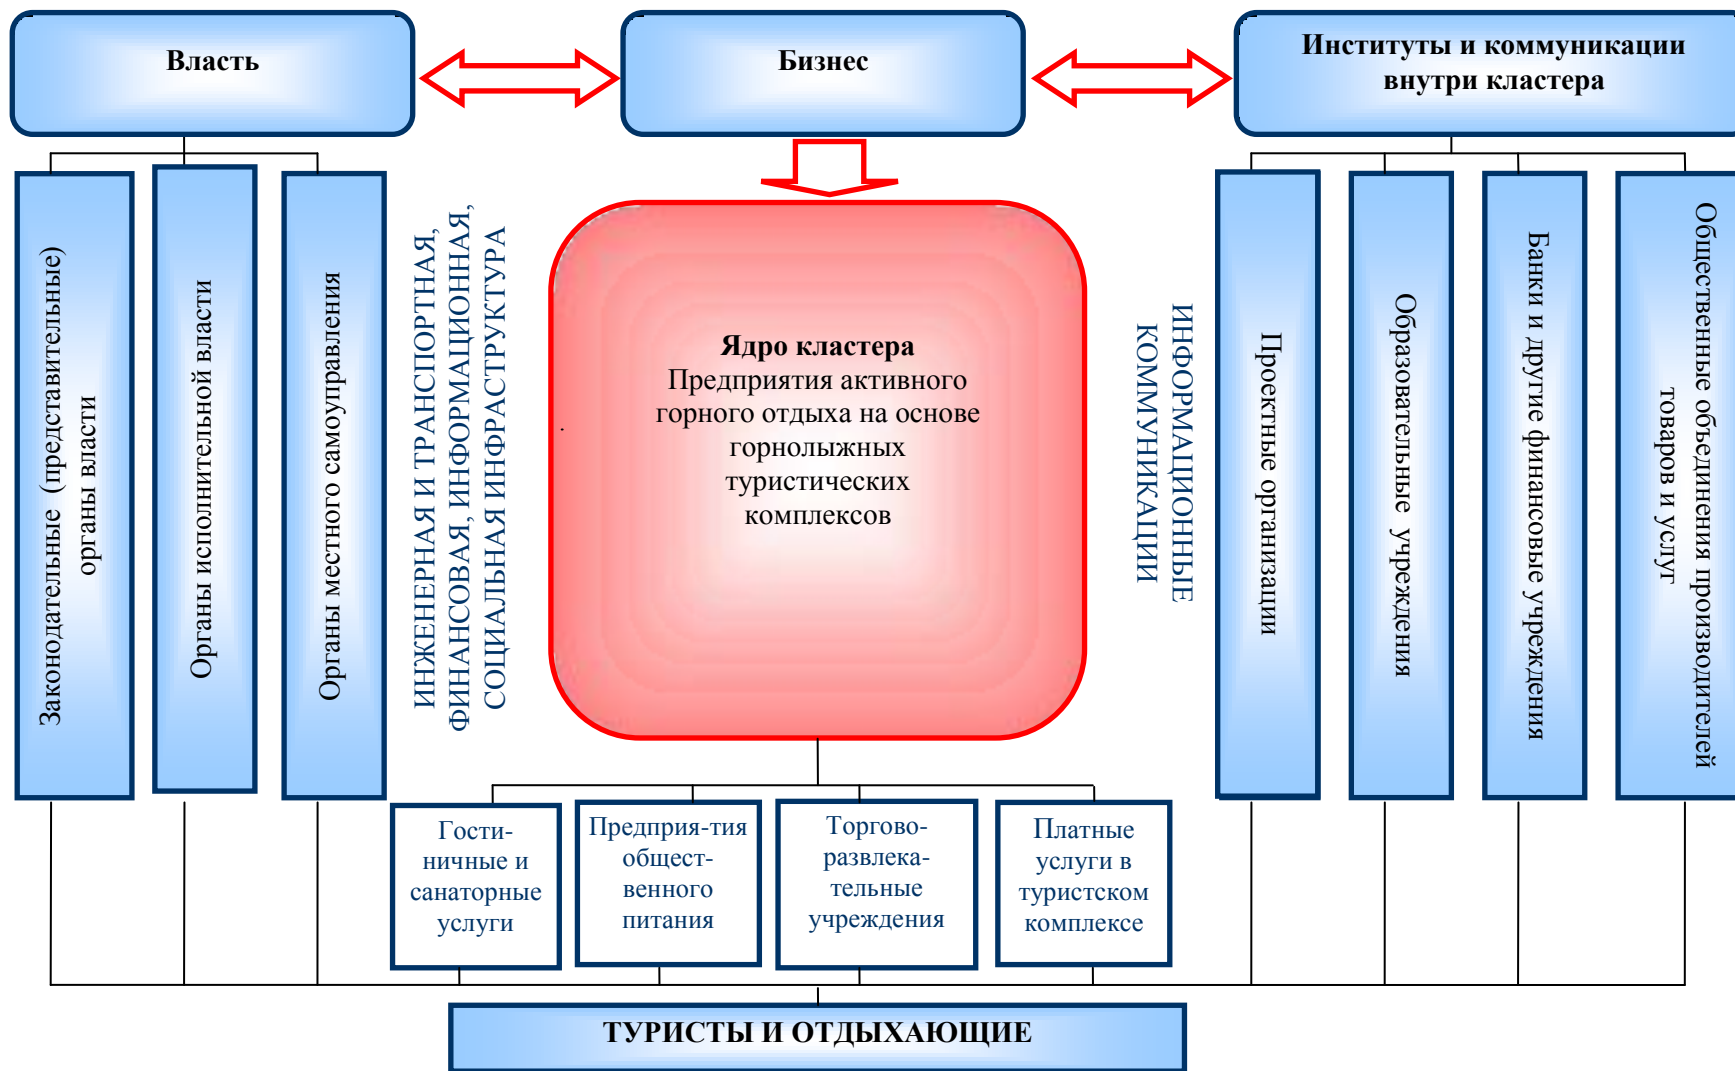 Власть
Бизнес
Институты и коммуникации
внутри кластера
Законодательные (представительные)
органы власти
Органы исполнительной власти
Органы местного самоуправления
ИНЖЕНЕРНАЯ И ТРАНСПОРТНАЯ,
ФИНАНСОВАЯ, ИНФОРМАЦИОННАЯ,
СОЦИАЛЬНАЯ ИНФРАСТРУКТУРА
Ядро кластера
Предприятия активного
горного отдыха на основе
горнолыжных
туристических
комплексов
ИНФОРМАЦИОННЫЕ
КОММУНИКАЦИИ
Проектные организации
Образовательные учреждения
Банки и другие финансовые учреждения
Общественные объединения производителей
товаров и услуг
Гости-
ничные и
санаторные
услуги
Предприя-тия
общест-
венного
питания
Торгово-
развлека-
тельные
учреждения
Платные
услуги в
туристском
комплексе
ТУРИСТЫ И ОТДЫХАЮЩИЕ